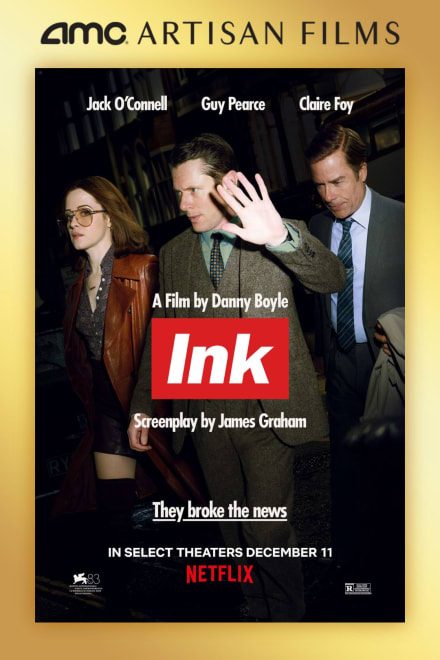 amc ARTISAN FILMS
Jack O'Connell Guy Pearce Claire Foy
A Film by Danny Boyle
Ink
Screenplay by James Graham
They broke the news
IN SELECT THEATERS DECEMBER 11
NETFLIX
83
R